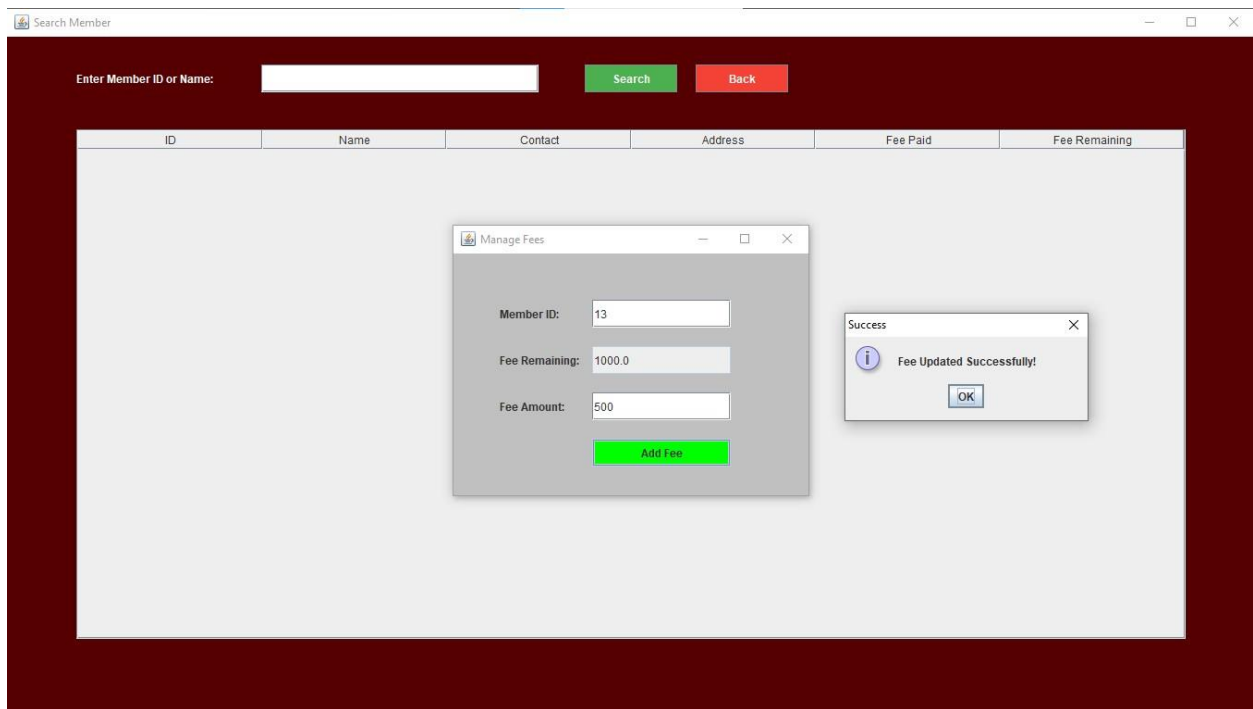 Search Member
Enter Member ID or Name: Search Back
ID Name Contact Address Fee Paid Fee Remaining
Manage Fees
Member ID: 13
Fee Remaining: 1000.0
Fee Amount: 500
Add Fee
Success
Fee Updated Successfully!
OK